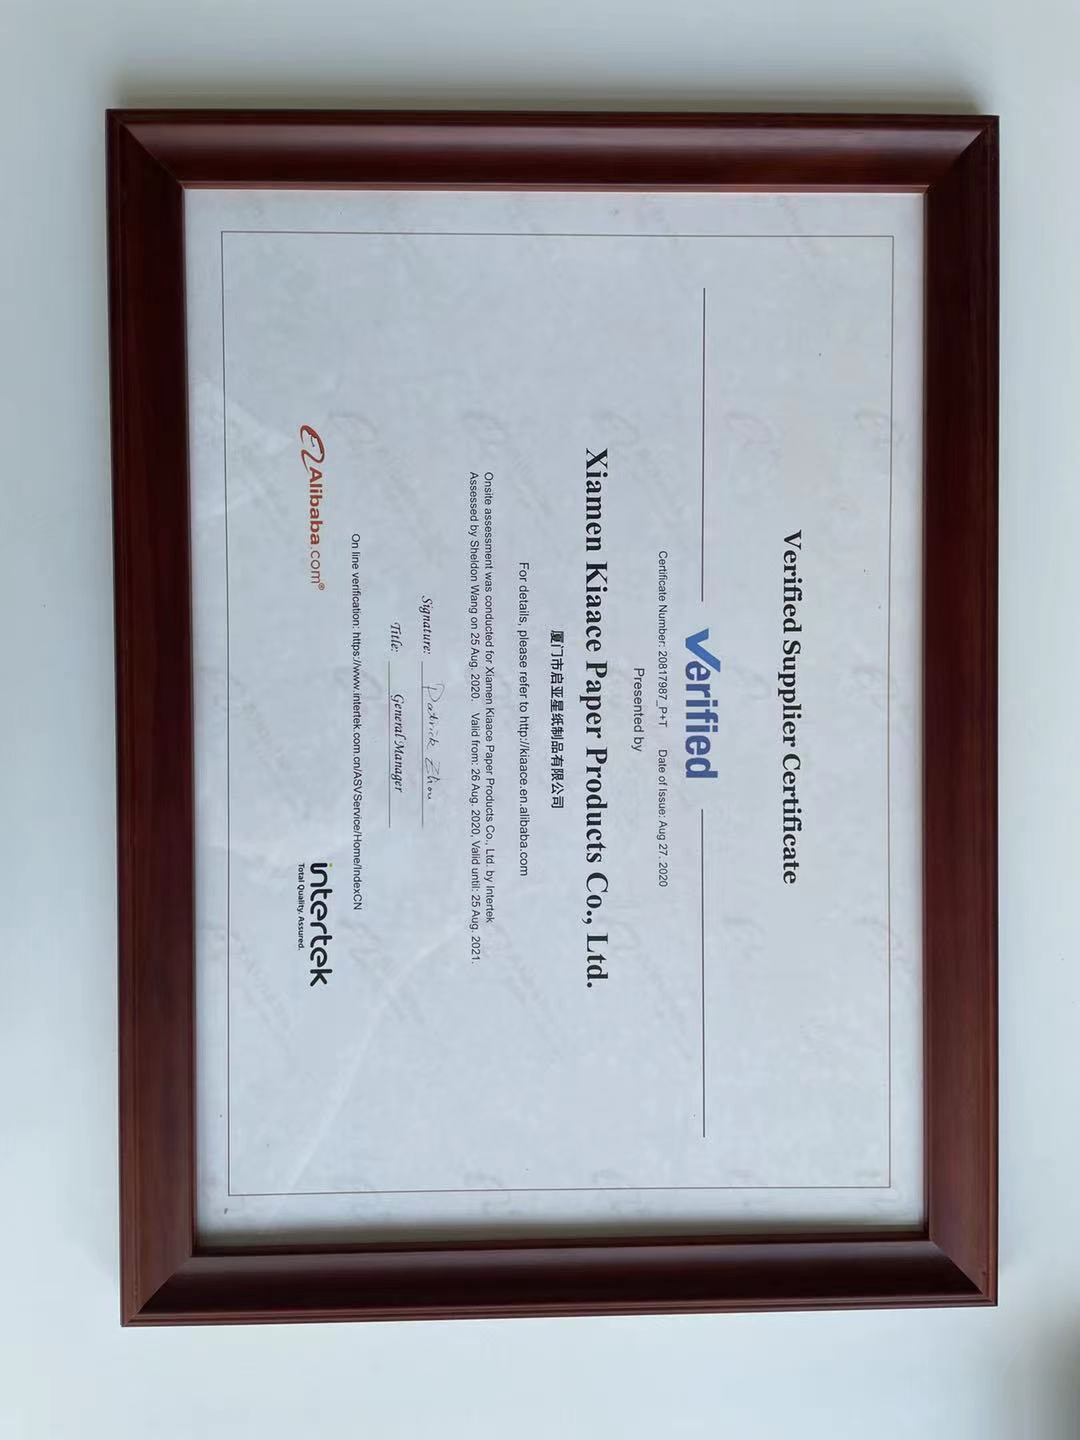 Verified Supplier Certificate
Verified
Certificate Number: 20817987_P+T Date of Issue: Aug 27. 2020
Presented by
Xiamen Kiaace Paper Products Co., Ltd.
厦门市启亚星纸制品有限公司
For details, please refer to http://kiaace.en.alibaba.com
Onsite assessment was conducted for Xiamen Kiaace Paper Products Co., Ltd. by Intertek
Assessed by Sheldon Wang on 25 Aug. 2020. Valid from: 26 Aug. 2020, Valid until: 25 Aug. 2021.
Signature: Patrick Zhou
Title: General Manager
On line verification: https://www.intertek.com.cn/ASVService/Home/IndexCN
Alibaba.com®
intertek
Total Quality. Assured.